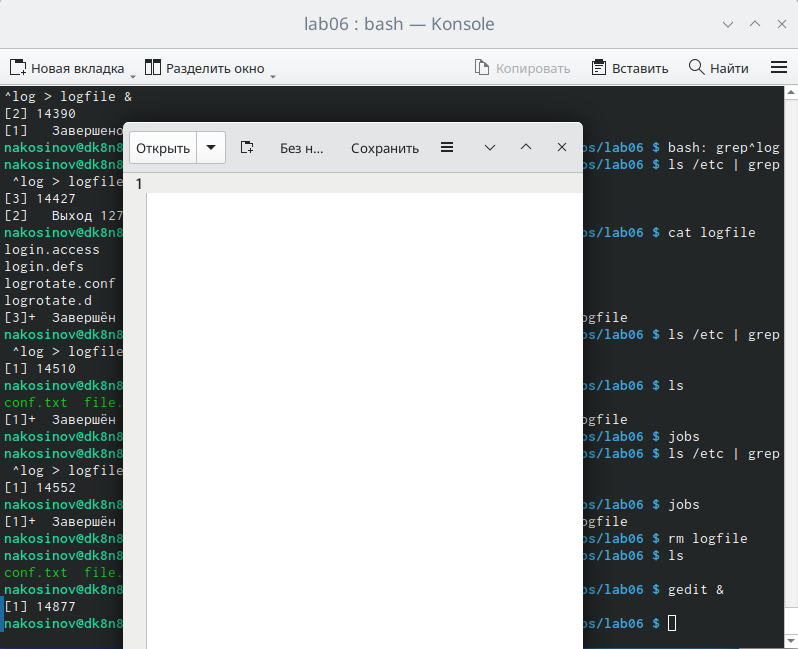 lab06 : bash — Konsole
Новая вкладка Разделить окно Копировать Вставить Найти
^log > logfile &
[2] 14390
[1] Завершено
Открыть Без н... Сохранить
1
nakosinov@dk8n8 os/lab06 $ bash: grep^log
nakosinov@dk8n8 os/lab06 $ ls /etc | grep
^log > logfile
[3] 14427
[2] Выход 127
nakosinov@dk8n8 os/lab06 $ cat logfile
login.access
login.defs
logrotate.conf
logrotate.d
[3]+ Завершён ogfile
nakosinov@dk8n8 os/lab06 $ ls /etc | grep
^log > logfile
[1] 14510
nakosinov@dk8n8 os/lab06 $ ls
conf.txt file.
[1]+ Завершён ogfile
nakosinov@dk8n8 os/lab06 $ jobs
nakosinov@dk8n8 os/lab06 $ ls /etc | grep
^log > logfile
[1] 14552
nakosinov@dk8n8 os/lab06 $ jobs
[1]+ Завершён ogfile
nakosinov@dk8n8 os/lab06 $ rm logfile
nakosinov@dk8n8 os/lab06 $ ls
conf.txt file.
nakosinov@dk8n8 os/lab06 $ gedit &
[1] 14877
nakosinov@dk8n8 os/lab06 $